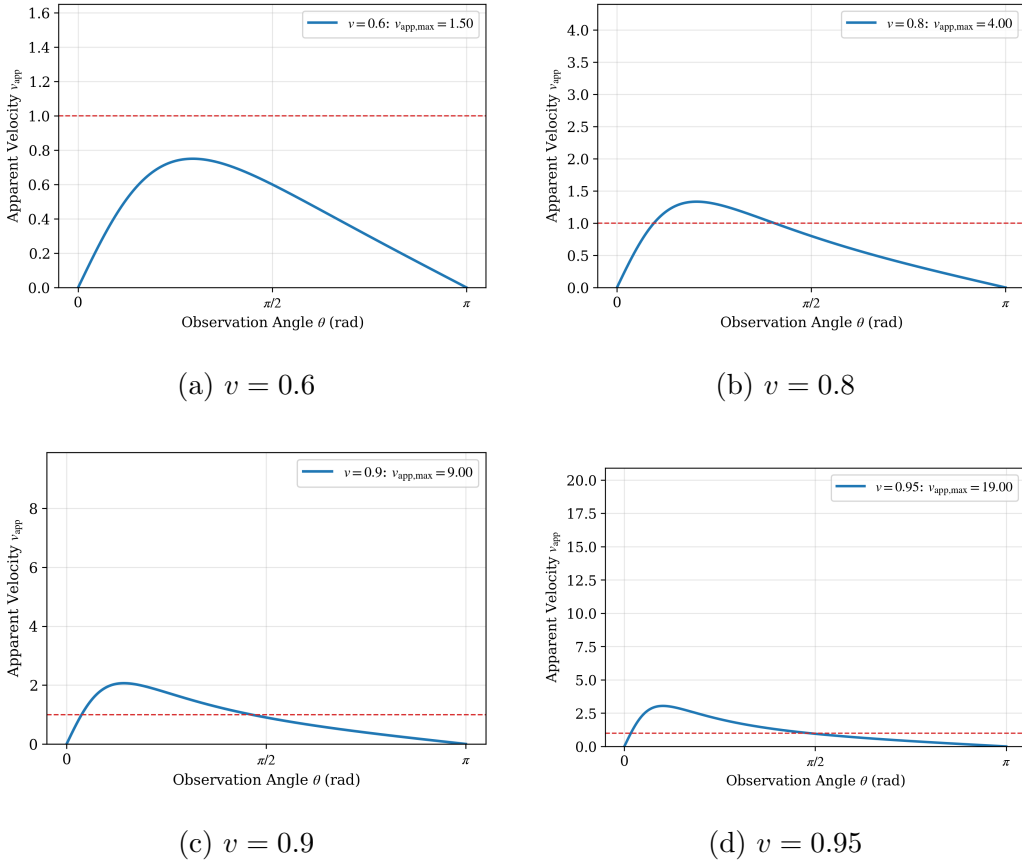 v = 0.6: v_app,max = 1.50
1.6
1.4
1.2
1.0
0.8
0.6
0.4
0.2
0.0
Apparent Velocity v_app
0 π/2 π
Observation Angle θ (rad)
(a) v = 0.6
v = 0.8: v_app,max = 4.00
4.0
3.5
3.0
2.5
2.0
1.5
1.0
0.5
0.0
Apparent Velocity v_app
0 π/2 π
Observation Angle θ (rad)
(b) v = 0.8
v = 0.9: v_app,max = 9.00
8
6
4
2
0
Apparent Velocity v_app
0 π/2 π
Observation Angle θ (rad)
(c) v = 0.9
v = 0.95: v_app,max = 19.00
20.0
17.5
15.0
12.5
10.0
7.5
5.0
2.5
0.0
Apparent Velocity v_app
0 π/2 π
Observation Angle θ (rad)
(d) v = 0.95